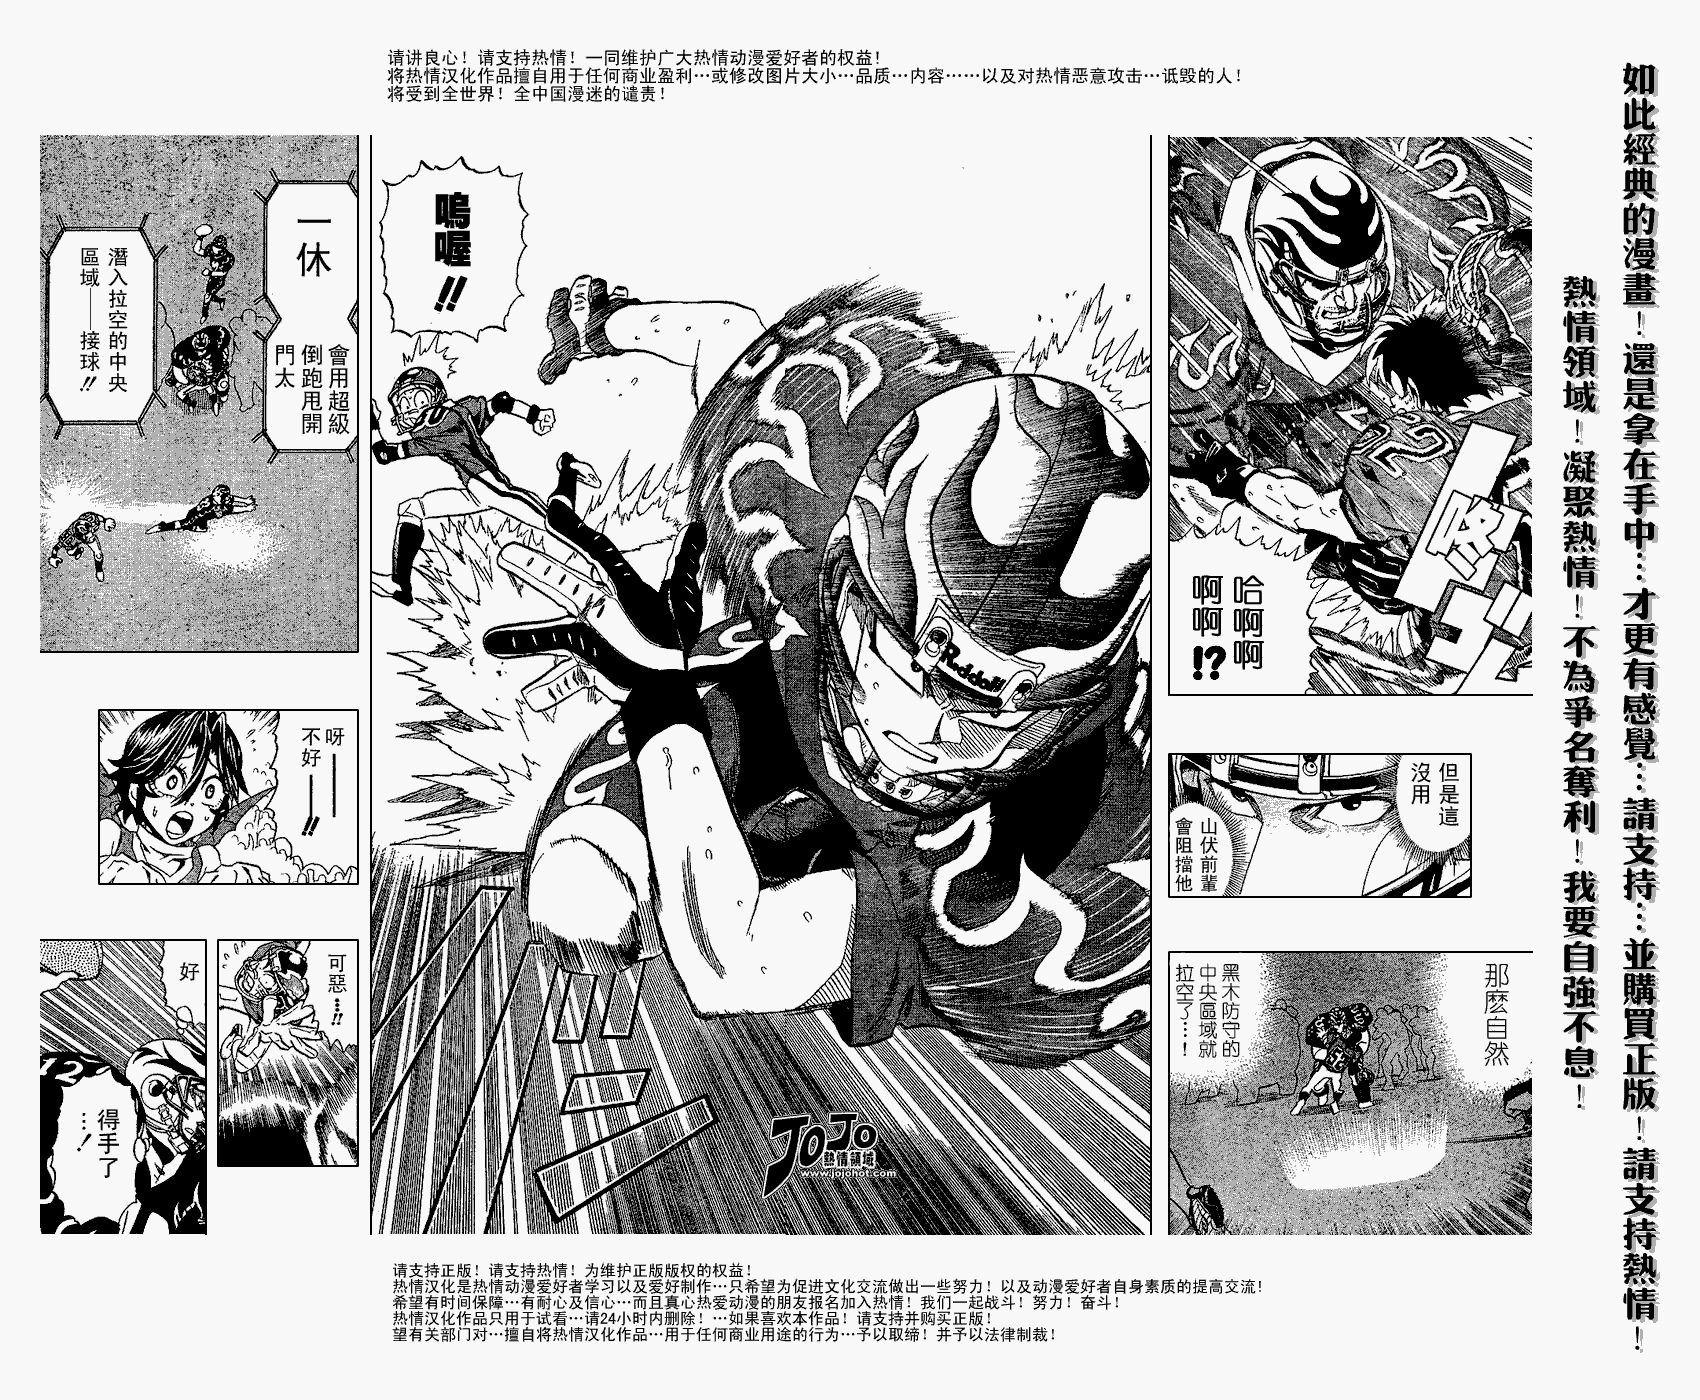 请讲良心！请支持热情！一同维护广大热情动漫爱好者的权益！
将热情汉化作品擅自用于任何商业盈利…或修改图片大小…品质…内容……以及对热情恶意攻击…诋毁的人！
将受到全世界！全中国漫迷的谴责！
如此經典的漫畫！還是拿在手中…才更有感覺…請支持…並購買正版！請支持熱情！
熱情領域！凝聚熱情！不為爭名奪利！我要自強不息！
咚
哈啊啊
啊啊!?
但是這
沒用
山伏前輩
會阻擋他
那麽自然
黑木防守的
中央區域就
拉空了…！
嗚喔!!
Riddell
一休
會用超級
倒跑甩開
門太
潛入拉空的中央
區域──接球!!
呀──
不好──!!
可惡…!!
好
得手了
…！
JOJO
熱情領域
www.jojohot.com
请支持正版！请支持热情！为维护正版版权的权益！
热情汉化是热情动漫爱好者学习以及爱好制作…只希望为促进文化交流做出一些努力！以及动漫爱好者自身素质的提高交流！
希望有时间保障…有耐心及信心…而且真心热爱动漫的朋友报名加入热情！我们一起战斗！努力！奋斗！
热情汉化作品只用于试看…请24小时内删除！…如果喜欢本作品！请支持并购买正版！
望有关部门对…擅自将热情汉化作品…用于任何商业用途的行为…予以取缔！并予以法律制裁！